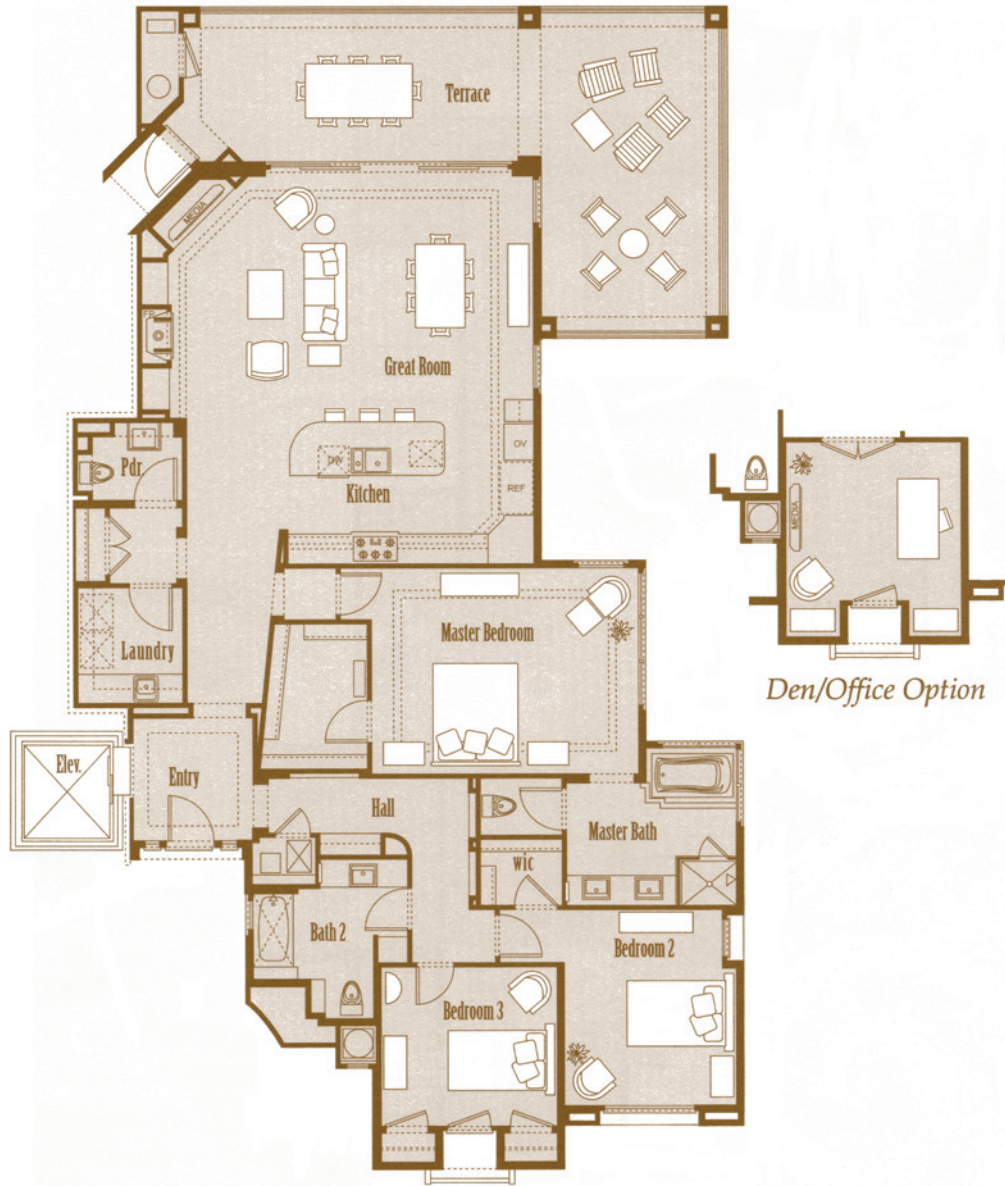 Terrace
MEDIA
FP
Great Room
OV
DW
REF
Pdr.
Kitchen
MEDIA
Laundry
Master Bedroom
Den/Office Option
Elev.
Entry
Hall
Master Bath
wic
Bath 2
Bedroom 2
Bedroom 3